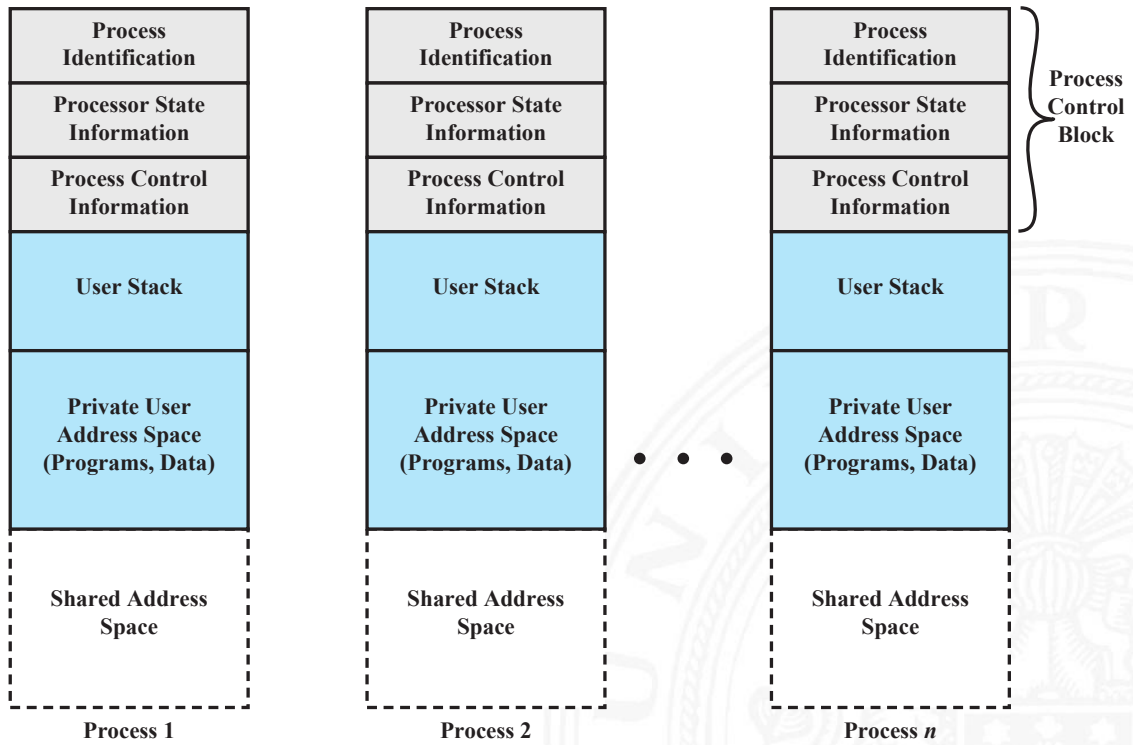 Process
Identification
Processor State
Information
Process Control
Information
User Stack
Private User
Address Space
(Programs, Data)
Shared Address
Space
Process 1
Process
Identification
Processor State
Information
Process Control
Information
User Stack
Private User
Address Space
(Programs, Data)
Shared Address
Space
Process 2
• • •
Process
Identification
Processor State
Information
Process Control
Information
User Stack
Private User
Address Space
(Programs, Data)
Shared Address
Space
Process n
Process
Control
Block
U N I
R